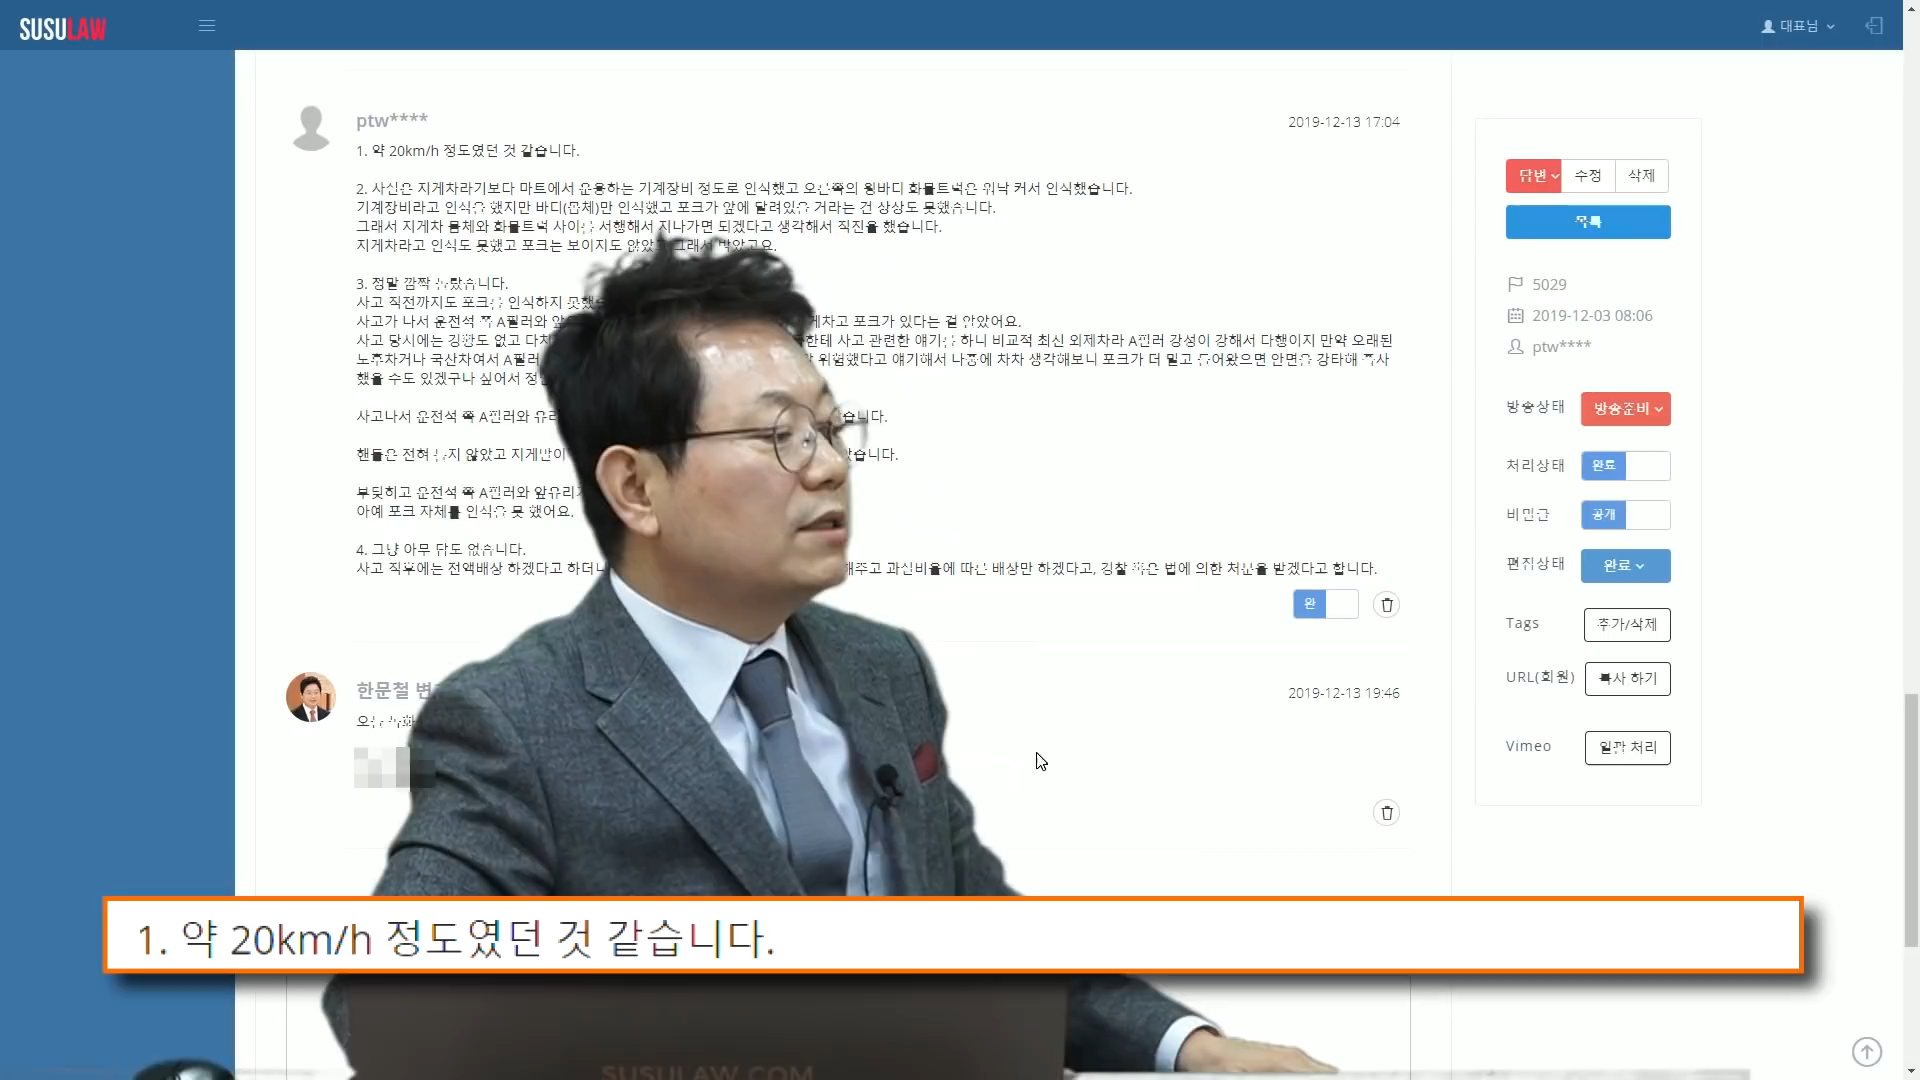 SUSULAW
대표님
ptw****
2019-12-13 17:04
1. 약 20km/h 정도였던 것 같습니다.
2. 사실은 지게차라기보다 마트에서 운용하는 기계장비 정도로 인식했고 오른쪽의 윙바디 화물트럭은 워낙 커서 인식했습니다.
기계장비라고 인식을 했지만 바디(몸체)만 인식했고 포크가 앞에 달려있을 거라는 건 상상도 못했습니다.
그래서 지게차 몸체와 화물트럭 사이를 서행해서 지나가면 되겠다고 생각해서 직진을 했습니다.
지게차라고 인식도 못했고 포크는 보이지도 않았고 그래서 박았고요.
3. 정말 깜짝 놀랐습니다.
사고 직전까지도 포크를 인식하지 못했
사고가 나서 운전석 쪽 A필러와 앞 게차고 포크가 있다는 걸 알았어요.
사고 당시에는 경황도 없고 다치 한테 사고 관련한 얘기를 하니 비교적 최신 외제차라 A필러 강성이 강해서 다행이지 만약 오래된
노후차거나 국산차여서 A필러 위험했다고 얘기해서 나중에 차차 생각해보니 포크가 더 밀고 들어왔으면 안면을 강타해 즉사
했을 수도 있겠구나 싶어서 정
사고나서 운전석 쪽 A필러와 유리 습니다.
핸들은 전혀 틀지 않았고 지게발이 았습니다.
부딪히고 운전석 쪽 A필러와 앞유리
아예 포크 자체를 인식을 못 했어요.
4. 그냥 아무 답도 없습니다.
사고 직후에는 전액배상 하겠다고 하더니 해주고 과실비율에 따른 배상만 하겠다고, 경찰 쪽은 법에 의한 처분을 받겠다고 합니다.
완
한문철 변
2019-12-13 19:46
오늘 통화
답변
수정
삭제
목록
5029
2019-12-03 08:06
ptw****
방송상태
방송준비
처리상태
완료
비밀글
공개
편집상태
완료
Tags
추가/삭제
URL(회원)
복사 하기
Vimeo
일괄 처리
1. 약 20km/h 정도였던 것 같습니다.
SUSULAW.COM